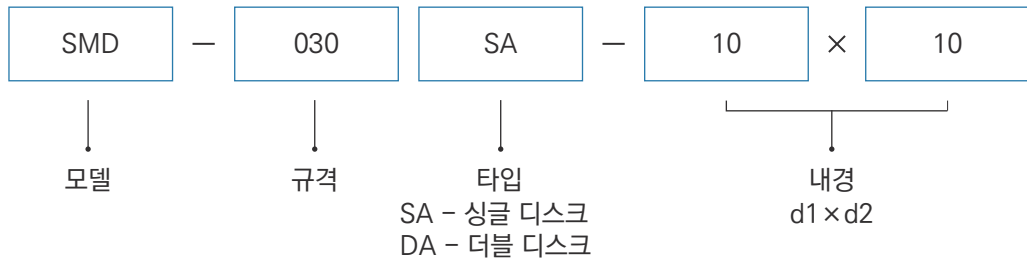 SMD – 030 SA – 10 × 10
모델 규격 타입 내경
SA – 싱글 디스크 d1×d2
DA – 더블 디스크